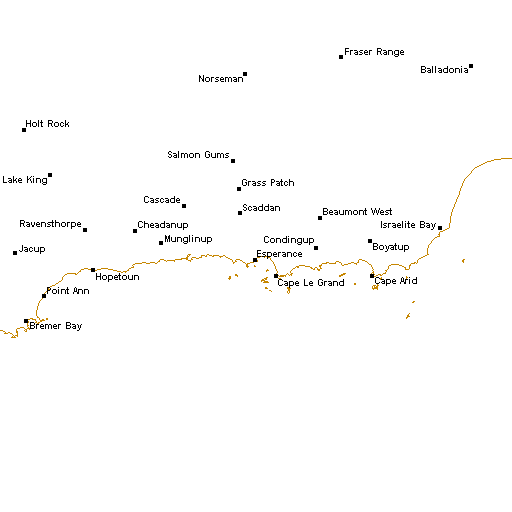 Fraser Range
Balladonia
Norseman
Holt Rock
Salmon Gums
Lake King
Grass Patch
Cascade
Scaddan
Beaumont West
Ravensthorpe
Cheadanup
Israelite Bay
Munglinup
Condingup
Boyatup
Jacup
Esperance
Hopetoun
Cape Le Grand
Cape Arid
Point Ann
Bremer Bay